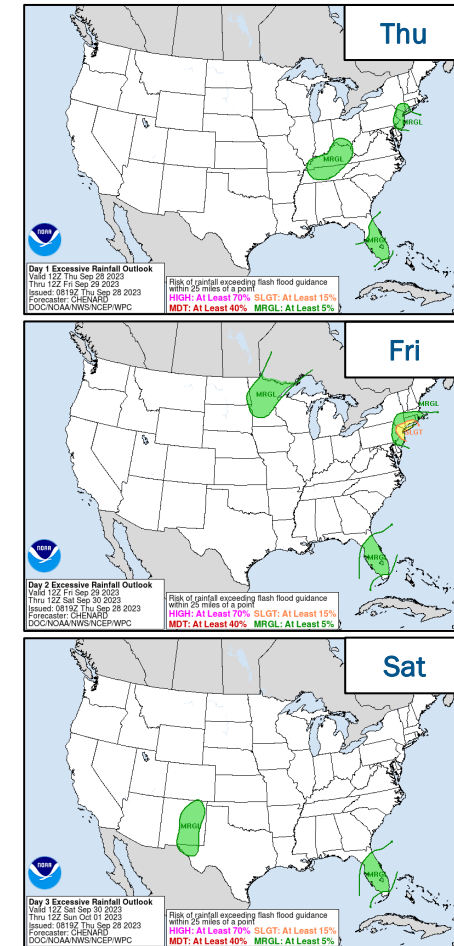 Thu
MRGL
MRGL
MRGL
NOAA
Day 1 Excessive Rainfall Outlook
Valid 12Z Thu Sep 28 2023
Thru 12Z Fri Sep 29 2023
Issued: 0819Z Thu Sep 28 2023
Forecaster: CHENARD
DOC/NOAA/NWS/NCEP/WPC
Risk of rainfall exceeding flash flood guidance
within 25 miles of a point
HIGH: At Least 70% SLGT: At Least 15%
MDT: At Least 40% MRGL: At Least 5%
Fri
MRGL
MRGL
SLGT
MRGL
NOAA
Day 2 Excessive Rainfall Outlook
Valid 12Z Fri Sep 29 2023
Thru 12Z Sat Sep 30 2023
Issued: 0819Z Thu Sep 28 2023
Forecaster: CHENARD
DOC/NOAA/NWS/NCEP/WPC
Risk of rainfall exceeding flash flood guidance
within 25 miles of a point
HIGH: At Least 70% SLGT: At Least 15%
MDT: At Least 40% MRGL: At Least 5%
Sat
MRGL
MRGL
NOAA
Day 3 Excessive Rainfall Outlook
Valid 12Z Sat Sep 30 2023
Thru 12Z Sun Oct 01 2023
Issued: 0819Z Thu Sep 28 2023
Forecaster: CHENARD
DOC/NOAA/NWS/NCEP/WPC
Risk of rainfall exceeding flash flood guidance
within 25 miles of a point
HIGH: At Least 70% SLGT: At Least 15%
MDT: At Least 40% MRGL: At Least 5%